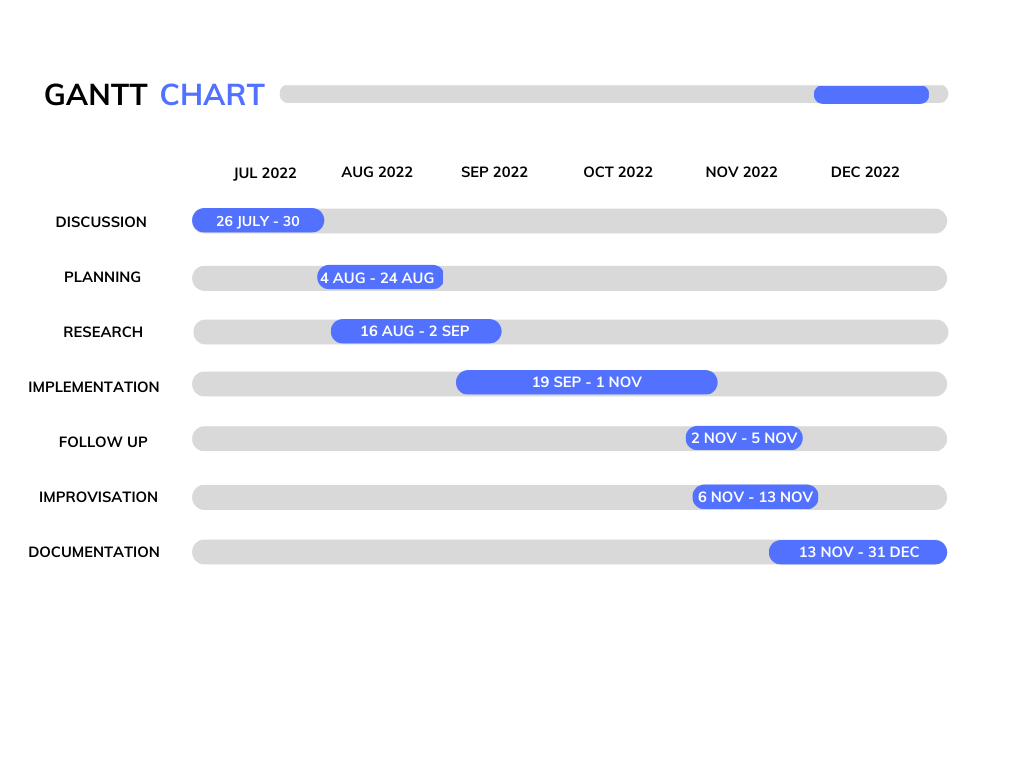 GANTT CHART
JUL 2022 AUG 2022 SEP 2022 OCT 2022 NOV 2022 DEC 2022
DISCUSSION 26 JULY - 30
PLANNING 4 AUG - 24 AUG
RESEARCH 16 AUG - 2 SEP
IMPLEMENTATION 19 SEP - 1 NOV
FOLLOW UP 2 NOV - 5 NOV
IMPROVISATION 6 NOV - 13 NOV
DOCUMENTATION 13 NOV - 31 DEC